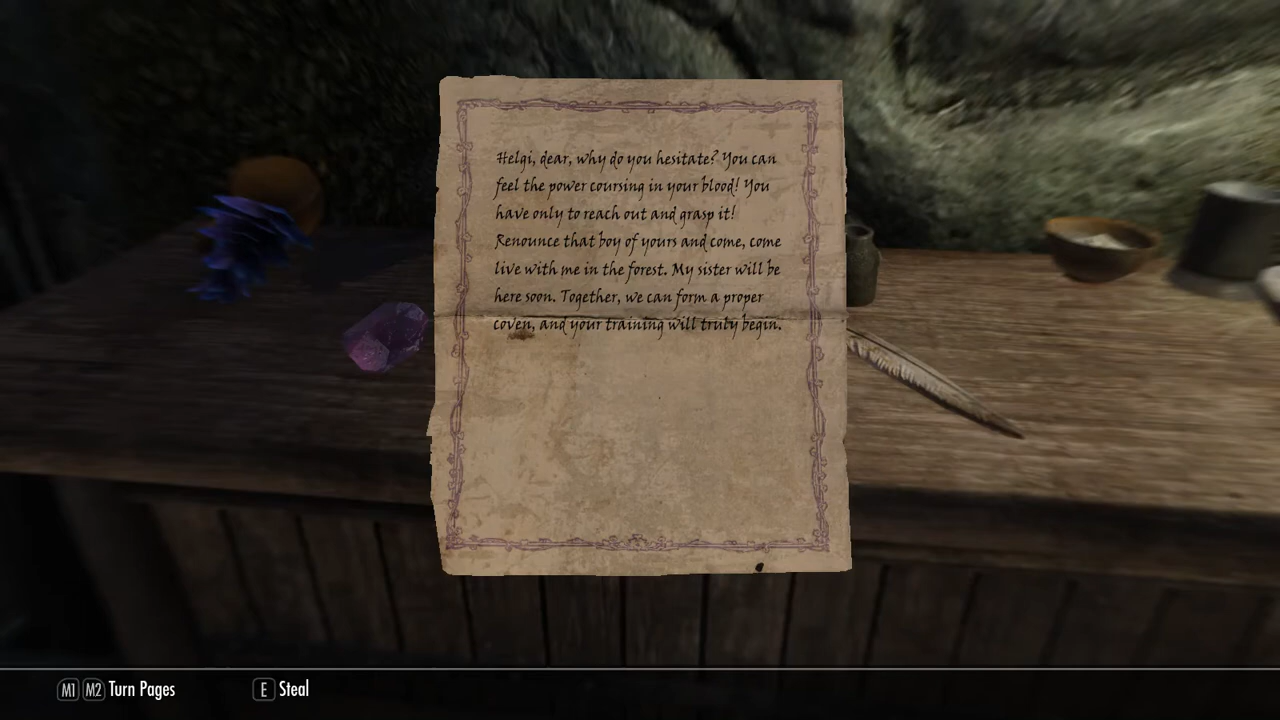 Helgi, dear, why do you hesitate? You can
feel the power coursing in your blood! You
have only to reach out and grasp it!
Renounce that boy of yours and come, come
live with me in the forest. My sister will be
here soon. Together, we can form a proper
coven, and your training will truly begin.
M1 M2 Turn Pages
E Steal